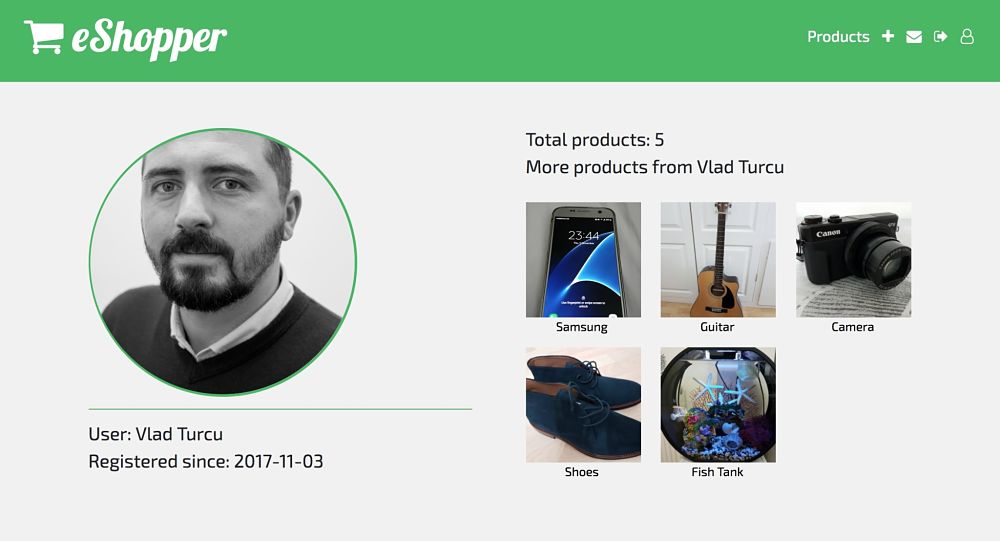 eShopper
Products
Total products: 5
More products from Vlad Turcu
23:44
Canon
Samsung
Guitar
Camera
Shoes
Fish Tank
User: Vlad Turcu
Registered since: 2017-11-03